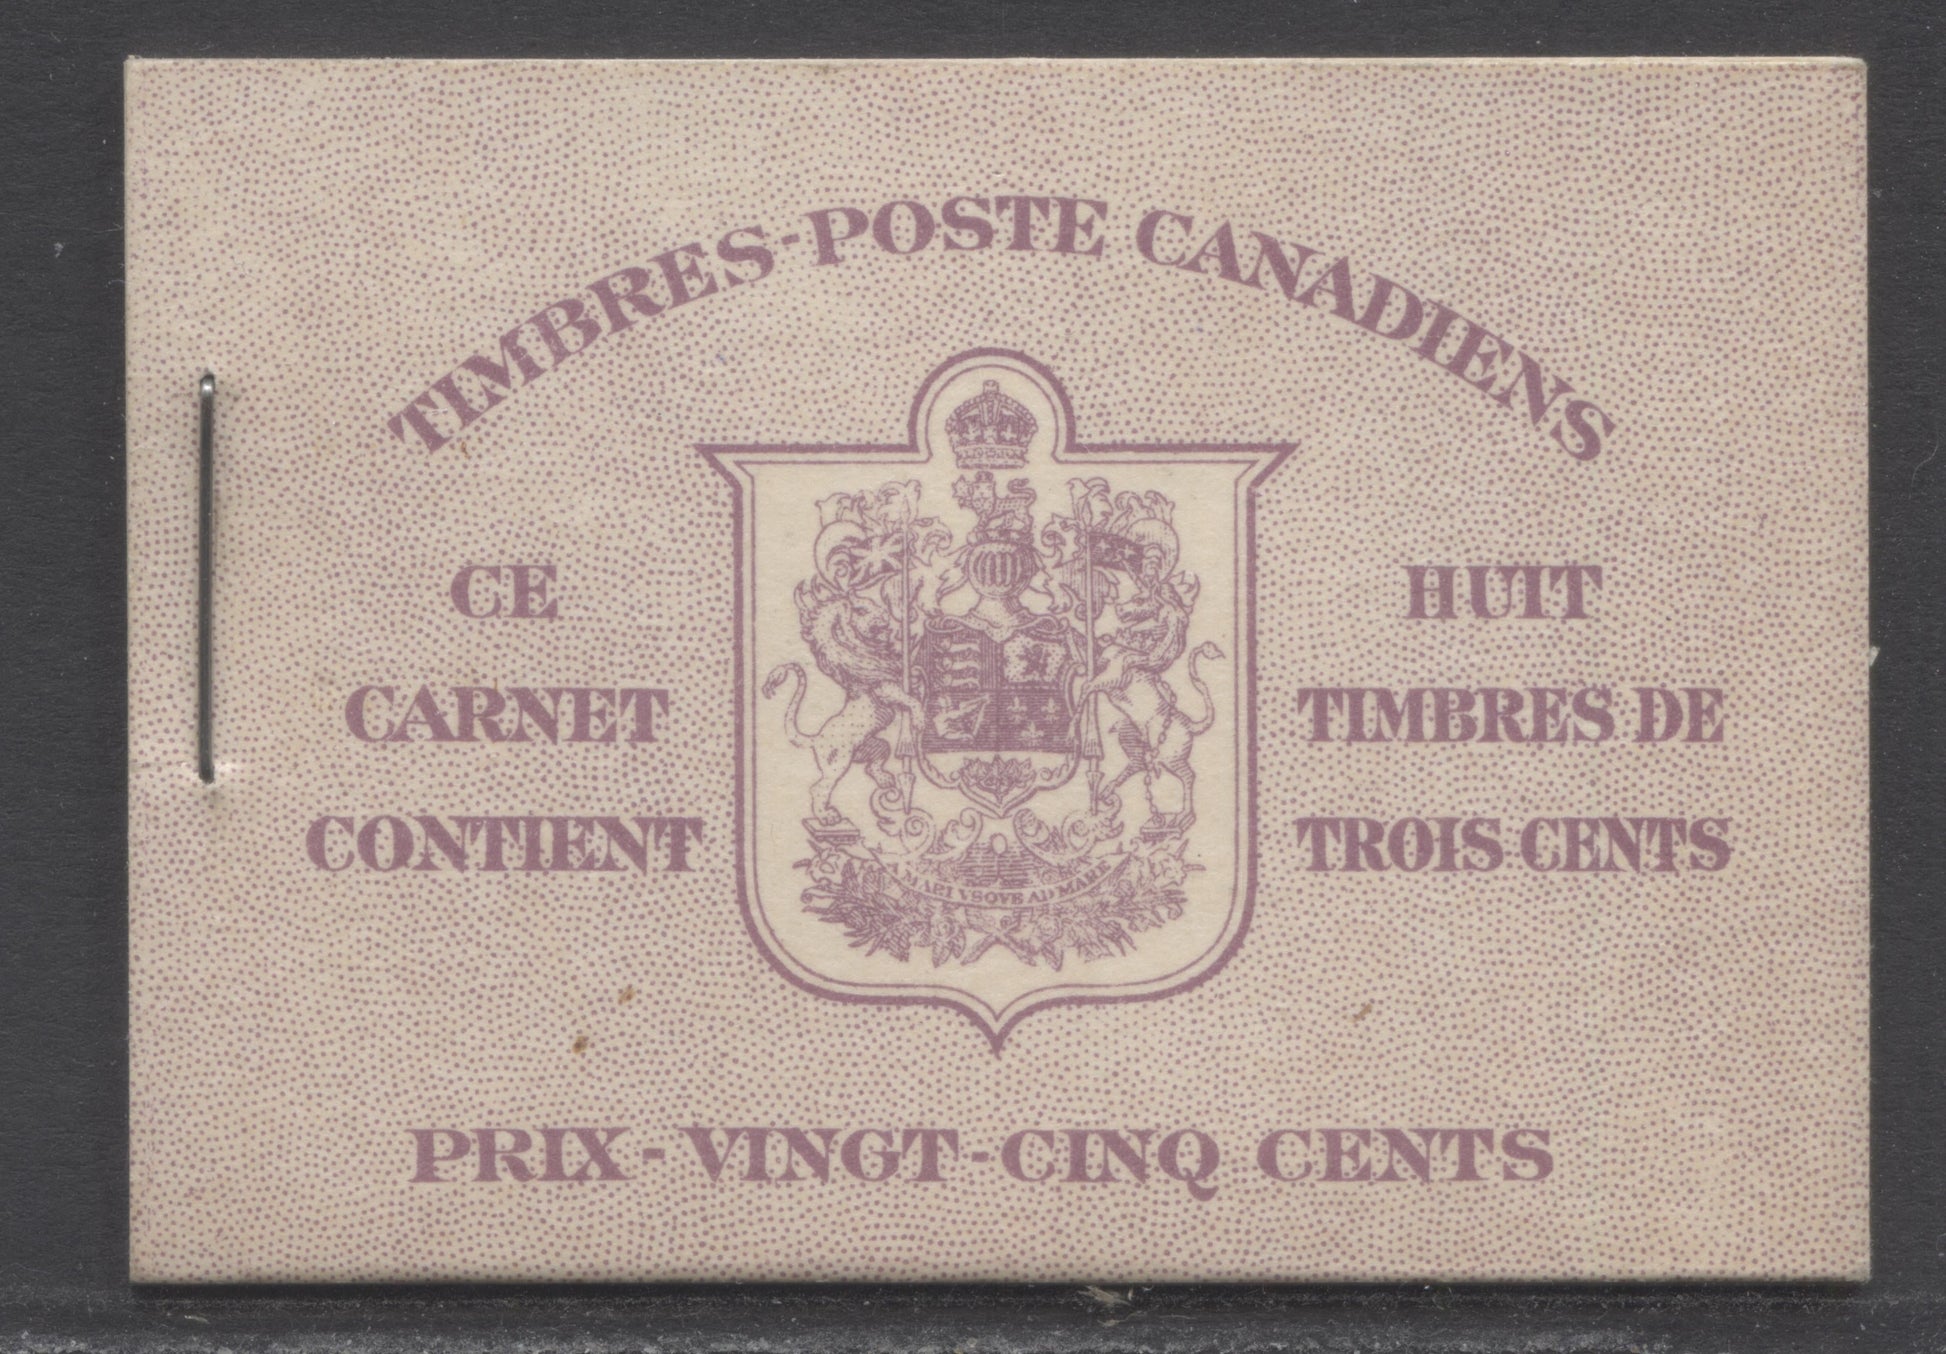 TIMBRES-POSTE CANADIENS
CE
CARNET
CONTIENT
HUIT
TIMBRES DE
TROIS CENTS
A MARI VSQVE AD MARE
PRIX-VINGT-CINQ CENTS